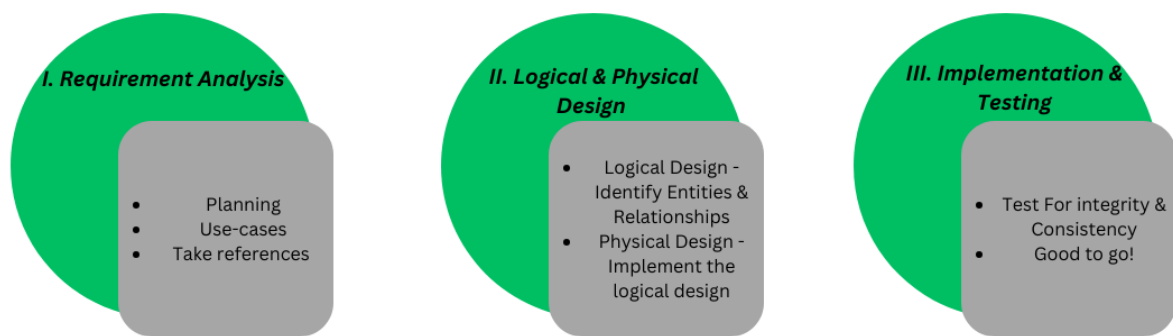 I. Requirement Analysis
• Planning
• Use-cases
• Take references
II. Logical & Physical
Design
• Logical Design -
Identify Entities &
Relationships
• Physical Design -
Implement the
logical design
III. Implementation &
Testing
• Test For integrity &
Consistency
• Good to go!